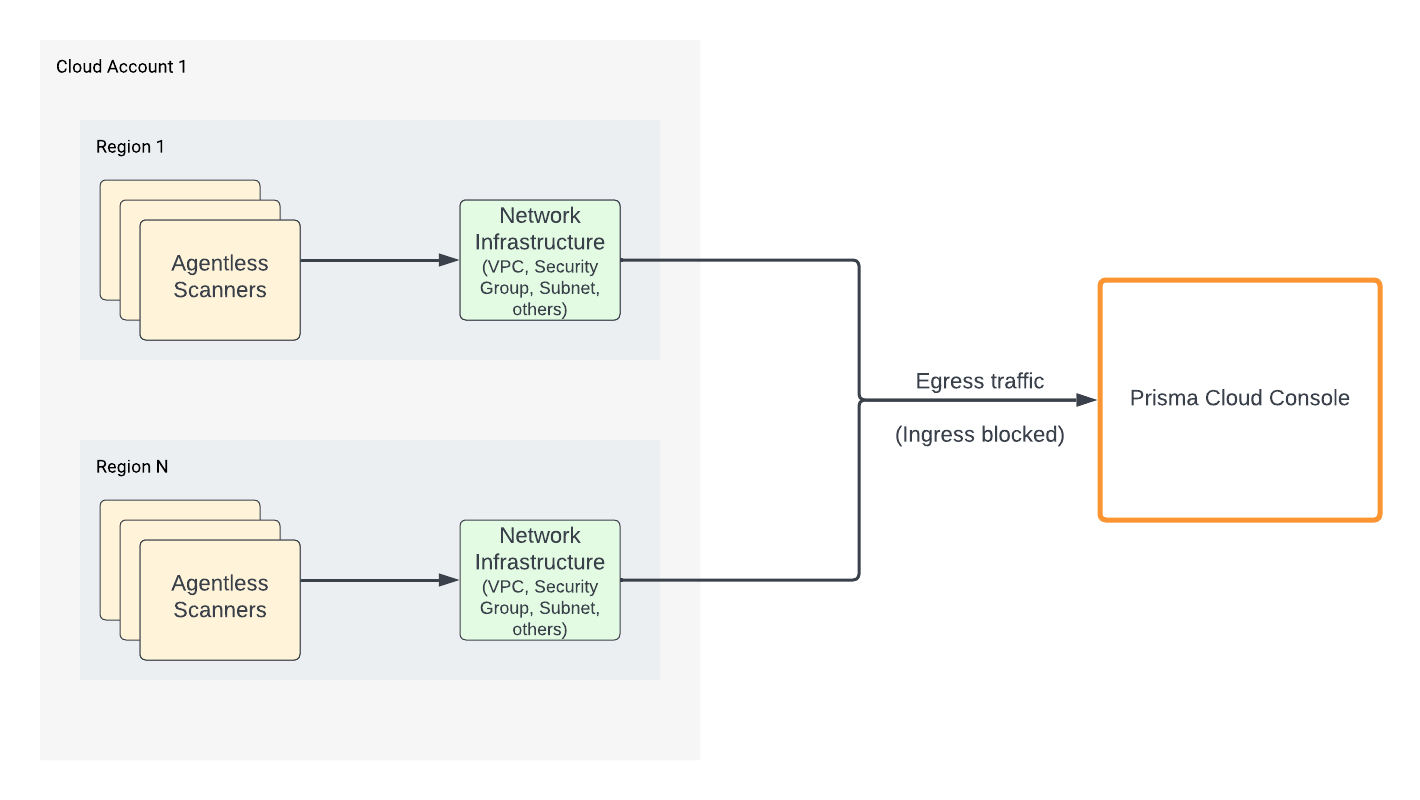 Cloud Account 1
Region 1
Agentless
Scanners
Network
Infrastructure
(VPC, Security
Group, Subnet,
others)
Egress traffic
(Ingress blocked)
Prisma Cloud Console
Region N
Agentless
Scanners
Network
Infrastructure
(VPC, Security
Group, Subnet,
others)